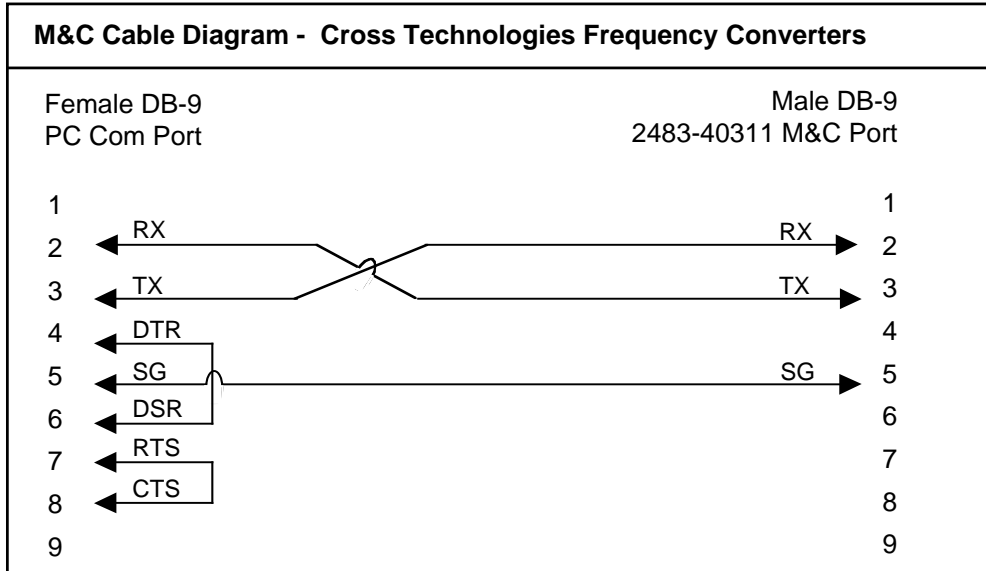 M&C Cable Diagram - Cross Technologies Frequency Converters
Female DB-9
PC Com Port
Male DB-9
2483-40311 M&C Port
1 1
2 RX RX 2
3 TX TX 3
4 DTR 4
5 SG SG 5
6 DSR 6
7 RTS 7
8 CTS 8
9 9